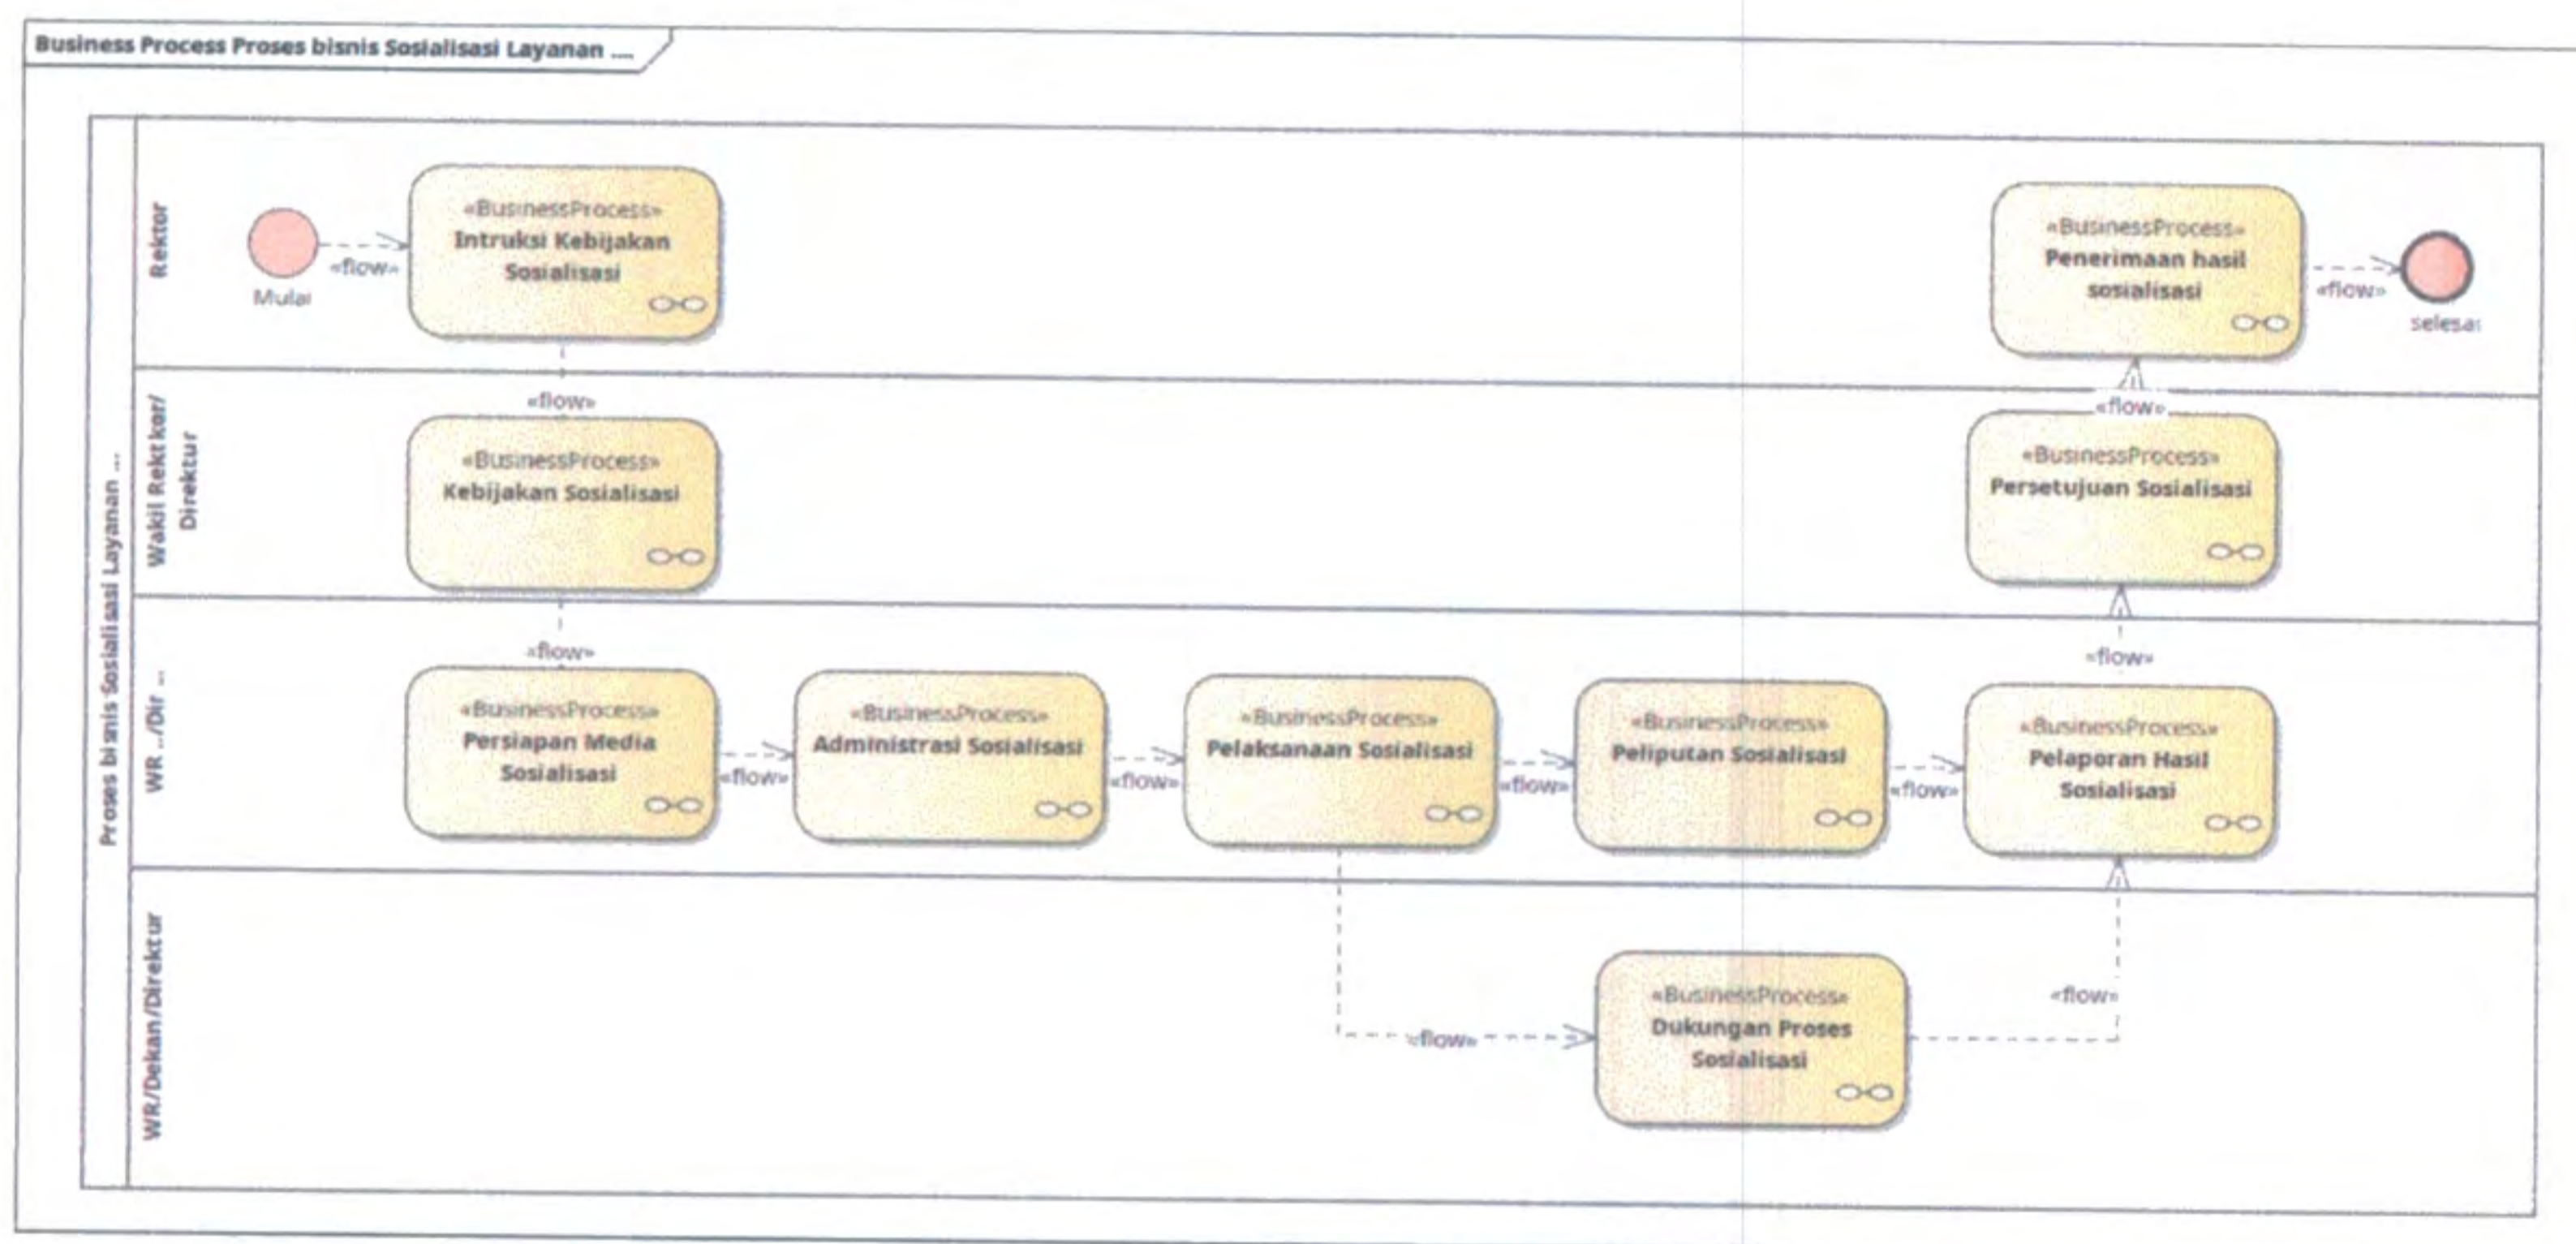 Business Process Proses bisnis Sosialisasi Layanan ....
Proses bisnis Sosialisasi Layanan ...
Rektor
Mulai
«flow»
«BusinessProcess»
Intruksi Kebijakan
Sosialisasi
«BusinessProcess»
Penerimaan hasil
sosialisasi
«flow»
selesai
Wakil Rektkor/
Direktur
«flow»
«BusinessProcess»
Kebijakan Sosialisasi
«flow»
«BusinessProcess»
Persetujuan Sosialisasi
WR ../Dir ...
«flow»
«BusinessProcess»
Persiapan Media
Sosialisasi
«flow»
«BusinessProcess»
Administrasi Sosialisasi
«flow»
«BusinessProcess»
Pelaksanaan Sosialisasi
«flow»
«BusinessProcess»
Peliputan Sosialisasi
«flow»
«flow»
«BusinessProcess»
Pelaporan Hasil
Sosialisasi
WR/Dekan/Direktur
«flow»
«BusinessProcess»
Dukungan Proses
Sosialisasi
«flow»